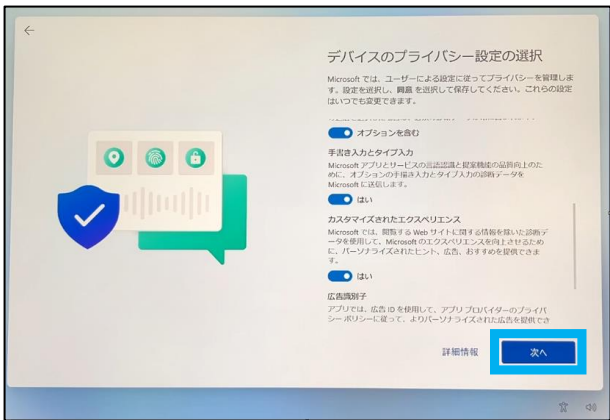 デバイスのプライバシー設定の選択
Microsoft では、ユーザーによる設定に従ってプライバシーを管理しま
す。設定を選択し、同意 を選択して保存してください。これらの設定
はいつでも変更できます。
オプションを含む
手書き入力とタイプ入力
Microsoft アプリとサービスの言語認識と提案機能の品質向上のた
めに、オプションの手描き入力とタイプ入力の診断データを
Microsoft に送信します。
はい
カスタマイズされたエクスペリエンス
Microsoft では、閲覧する Web サイトに関する情報を除いた診断デ
ータを使用して、Microsoft のエクスペリエンスを向上させるため
に、パーソナライズされたヒント、広告、おすすめを提供できま
す。
はい
広告識別子
アプリでは、広告 ID を使用して、アプリ プロバイダーのプライバ
シー ポリシーに従って、よりパーソナライズされた広告を提供でき
詳細情報
次へ